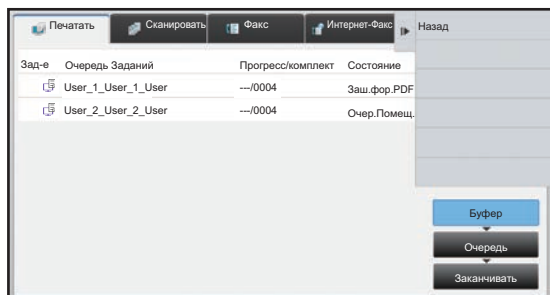 Печатать Сканировать Факс Интернет-Факс Назад
Зад-е Очередь Заданий Прогресс/комплект Состояние
User_1_User_1_User ---/0004 Заш.фор.PDF
User_2_User_2_User ---/0004 Очер.Помещ.
Буфер
Очередь
Заканчивать